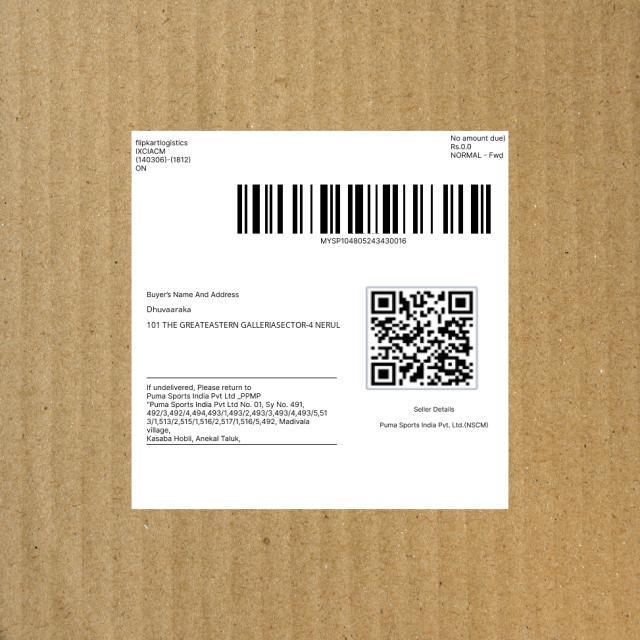 flipkartlogistics
IXCIACM
(140306)-(1812)
ON
No amount due)
Rs.0.0
NORMAL - Fwd
MYSP104805243430016
Buyer's Name And Address
Dhuvaaraka
101 THE GREATEASTERN GALLERIASECTOR-4 NERUL
If undelivered, Please return to
Puma Sports India Pvt Ltd _PPMP
"Puma Sports India Pvt Ltd No. 01, Sy No. 491,
492/3,492/4,494,493/1,493/2,493/3,493/4,493/5,51
3/1,513/2,515/1,516/2,517/1,516/5,492, Madivala
village,
Kasaba Hobli, Anekal Taluk,
Seller Details
Puma Sports India Pvt. Ltd.(NSCM)